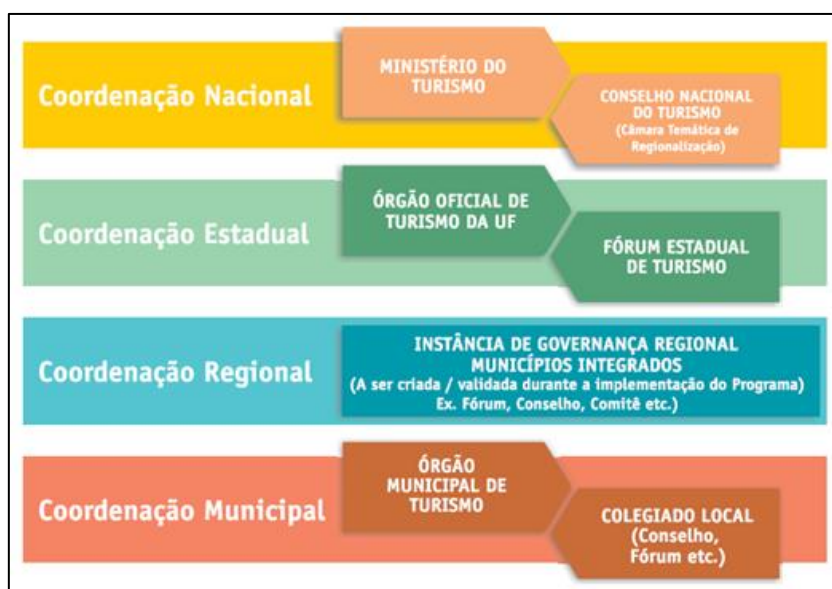 Coordenação Nacional
MINISTÉRIO DO
TURISMO
CONSELHO NACIONAL
DO TURISMO
(Câmara Temática de
Regionalização)
Coordenação Estadual
ÓRGÃO OFICIAL DE
TURISMO DA UF
FÓRUM ESTADUAL
DE TURISMO
Coordenação Regional
INSTÂNCIA DE GOVERNANÇA REGIONAL
MUNICÍPIOS INTEGRADOS
(A ser criada / validada durante a implementação do Programa)
Ex. Fórum, Conselho, Comitê etc.)
Coordenação Municipal
ÓRGÃO
MUNICIPAL DE
TURISMO
COLEGIADO LOCAL
(Conselho,
Fórum etc.)